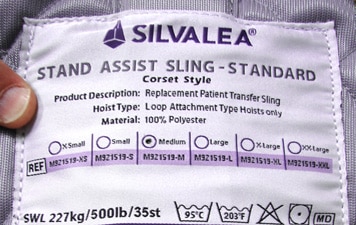 SILVALEA®
STAND ASSIST SLING - STANDARD
Corset Style
Product Description: Replacement Patient Transfer Sling
Hoist Type: Loop Attachment Type Hoists only
Material: 100% Polyester
X-Small Small Medium Large X-Large XX-Large
REF M921519-XS M921519-S M921519-M M921519-L M921519-XL M921519-XXL
SWL 227kg/500lb/35st 95°C 203°F MD